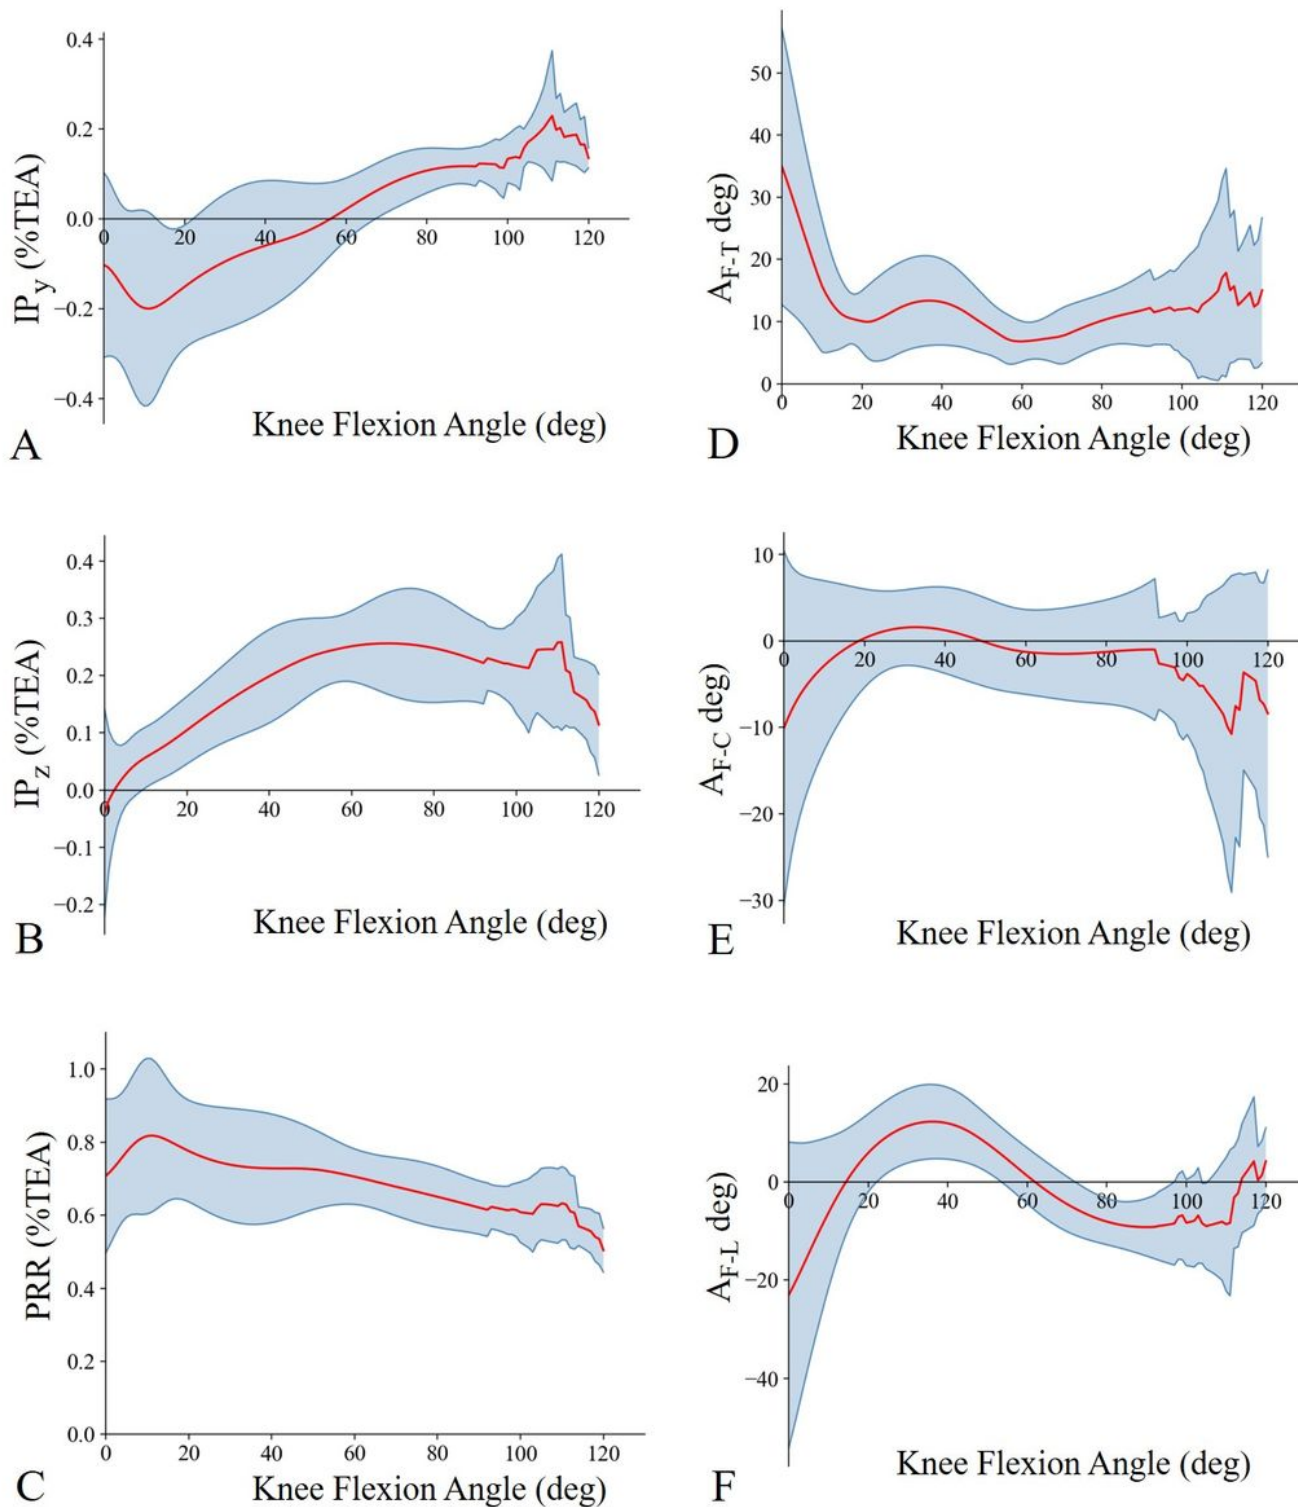 0.4
0.2
0.0
−0.2
−0.4
0 20 40 60 80 100 120
IPy (%TEA)
Knee Flexion Angle (deg)
A
50
40
30
20
10
0
0 20 40 60 80 100 120
AF-T deg)
Knee Flexion Angle (deg)
D
0.4
0.3
0.2
0.1
0.0
−0.1
−0.2
0 20 40 60 80 100 120
IPz (%TEA)
Knee Flexion Angle (deg)
B
10
0
−10
−20
−30
0 20 40 60 80 100 120
AF-C deg)
Knee Flexion Angle (deg)
E
1.0
0.8
0.6
0.4
0.2
0.0
0 20 40 60 80 100 120
PRR (%TEA)
Knee Flexion Angle (deg)
C
20
0
−20
−40
0 20 40 60 80 100 120
AF-L deg)
Knee Flexion Angle (deg)
F